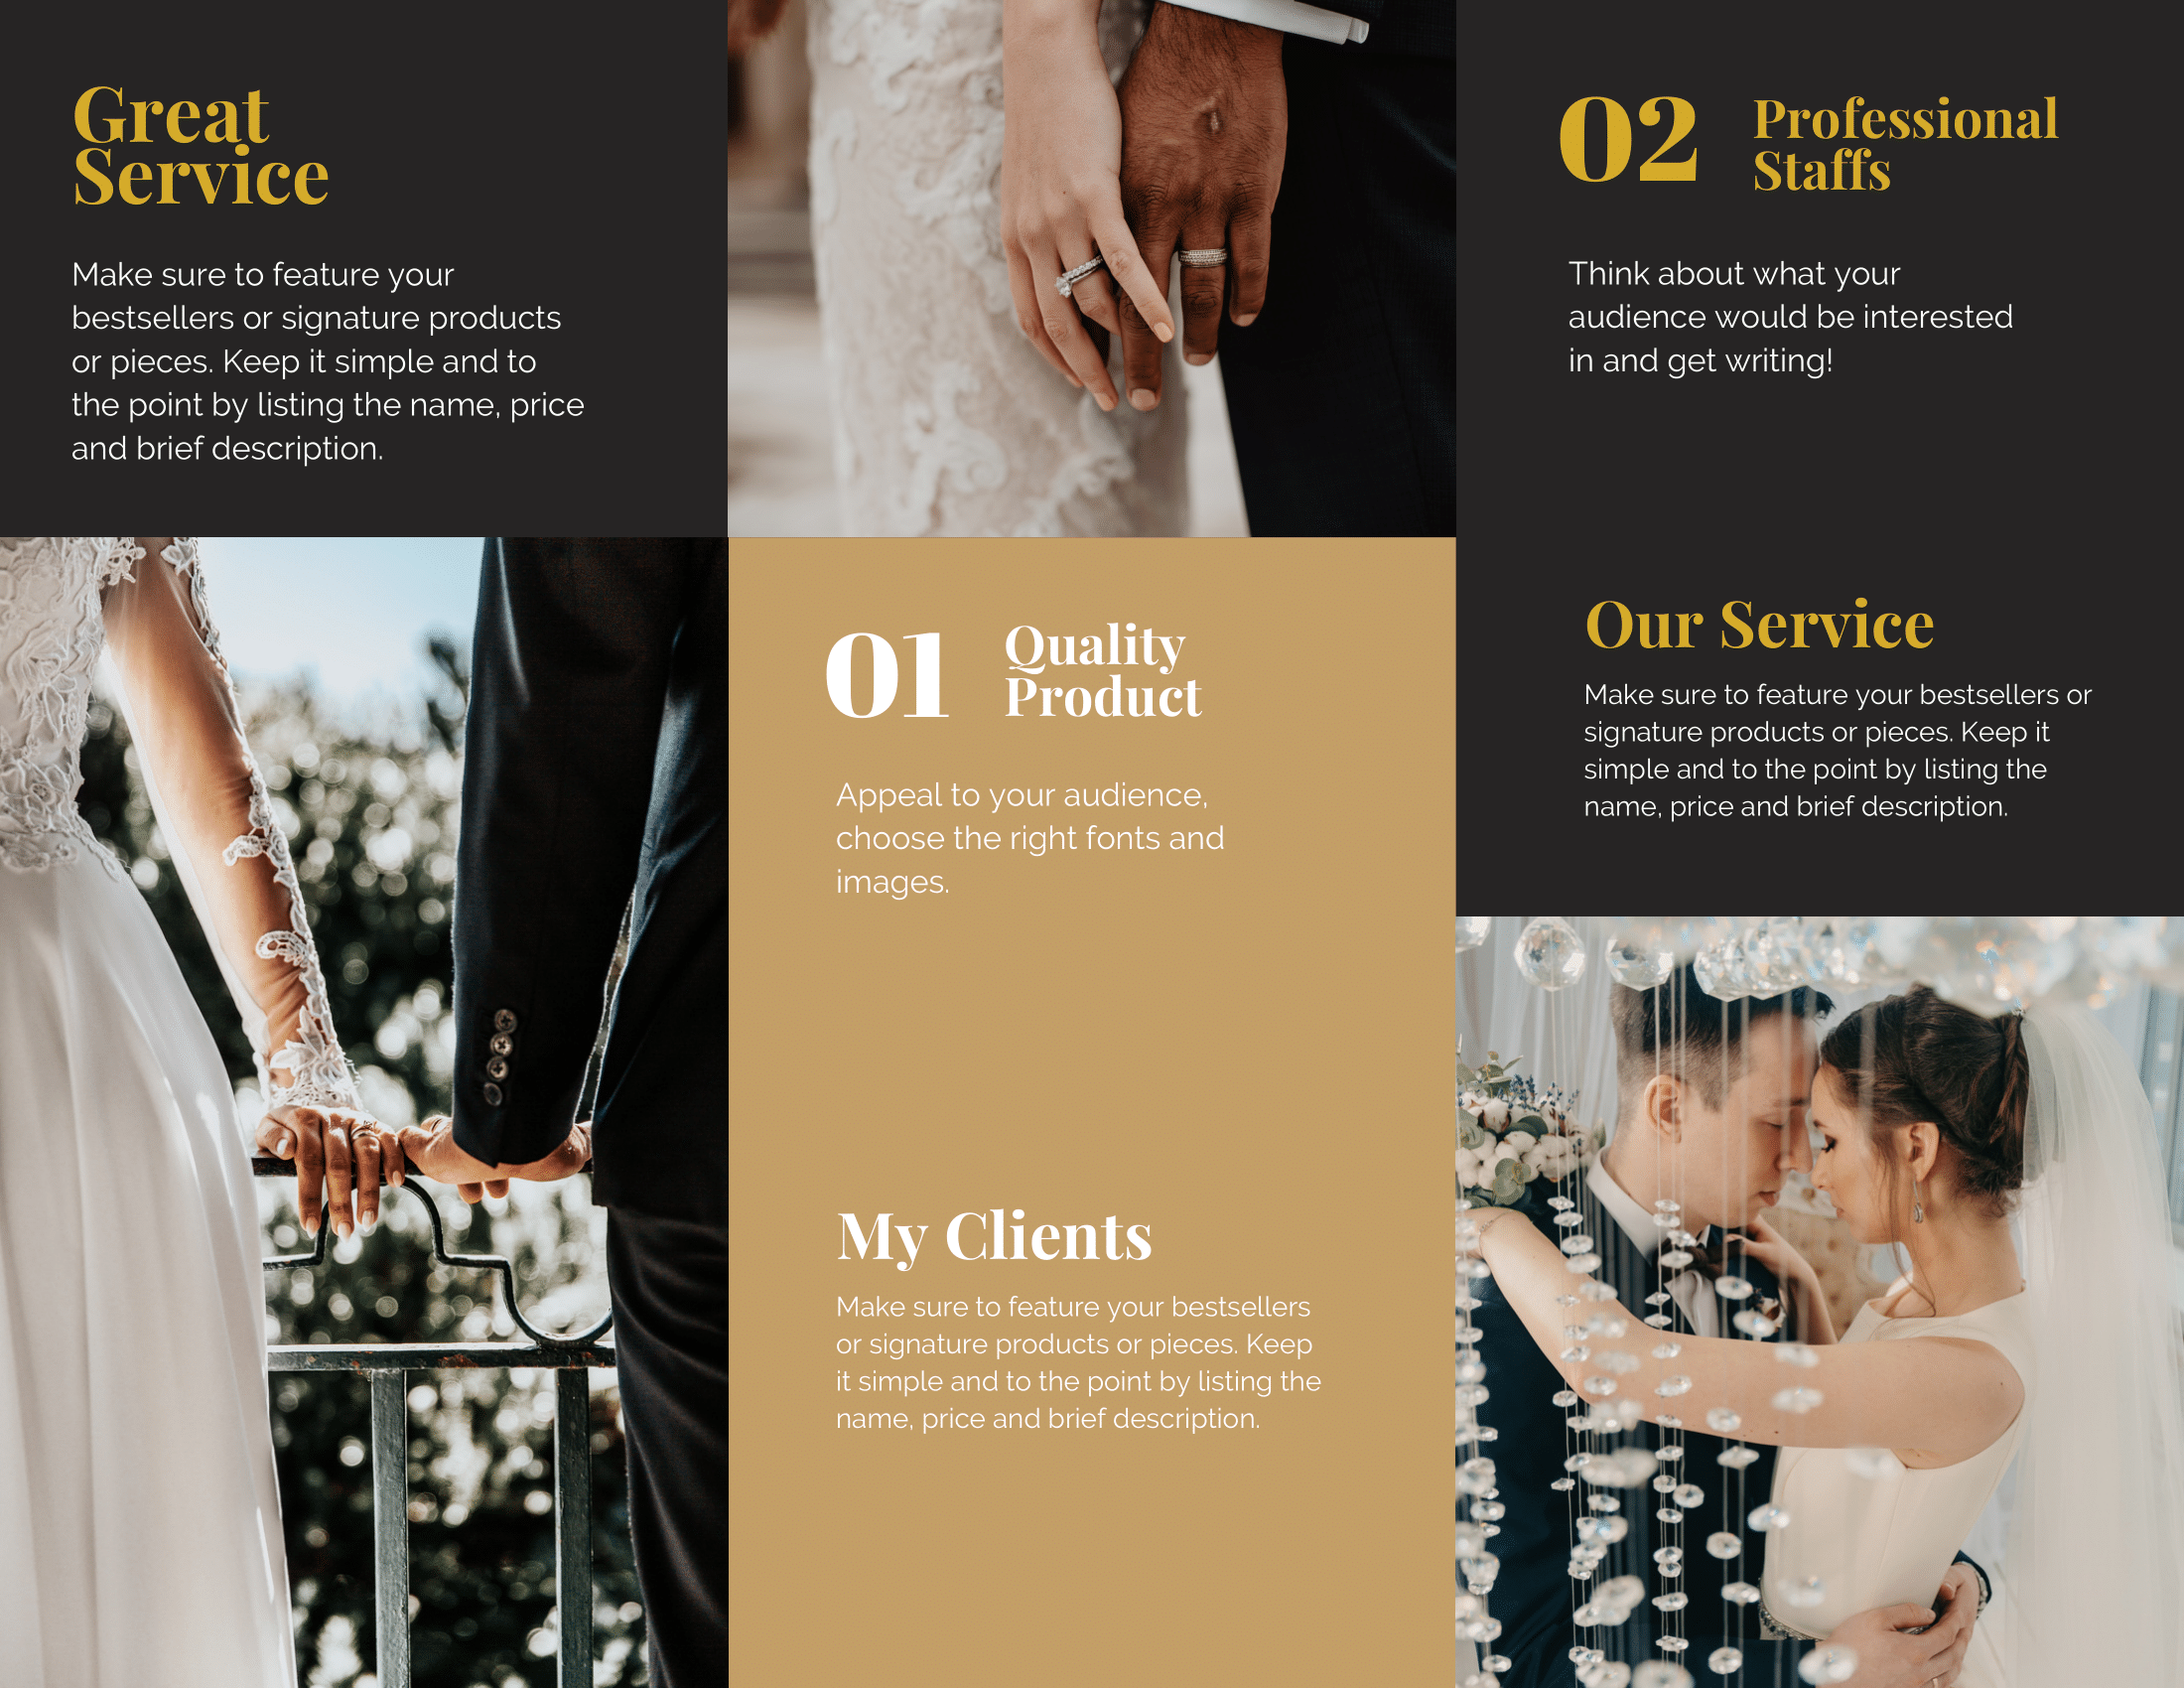 Great
Service
Make sure to feature your
bestsellers or signature products
or pieces. Keep it simple and to
the point by listing the name, price
and brief description.
01
Quality
Product
Appeal to your audience,
choose the right fonts and
images.
My Clients
Make sure to feature your bestsellers
or signature products or pieces. Keep
it simple and to the point by listing the
name, price and brief description.
02
Professional
Staffs
Think about what your
audience would be interested
in and get writing!
Our Service
Make sure to feature your bestsellers or
signature products or pieces. Keep it
simple and to the point by listing the
name, price and brief description.